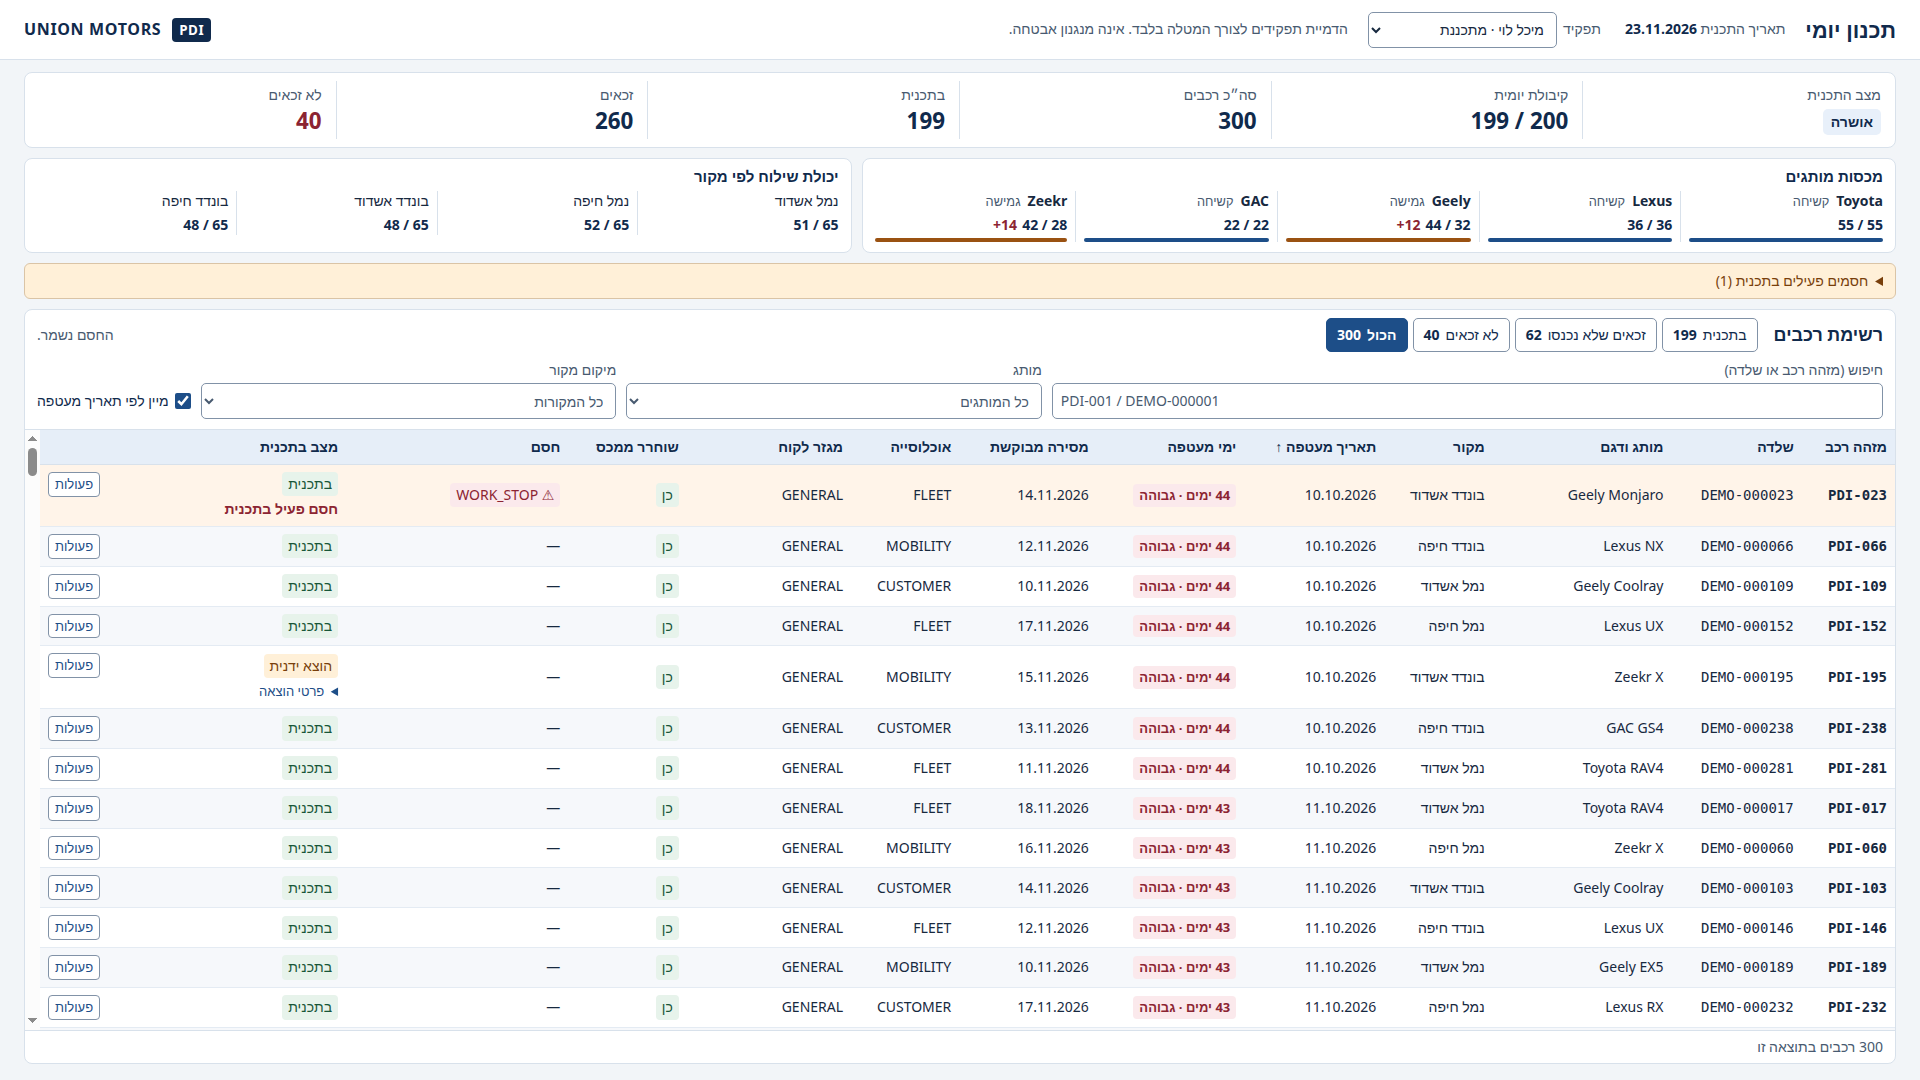 תכנון יומי
תאריך התכנית 23.11.2026
תפקיד
מיכל לוי · מתכננת
הדמיית תפקידים לצורך המטלה בלבד. אינה מנגנון אבטחה.
PDI UNION MOTORS
מצב התכנית
אושרה
קיבולת יומית
199 / 200
סה״כ רכבים
300
בתכנית
199
זכאים
260
לא זכאים
40
מכסות מותגים
Toyota קשיחה
55 / 55
Lexus קשיחה
36 / 36
Geely גמישה
44 / 32 +12
GAC קשיחה
22 / 22
Zeekr גמישה
42 / 28 +14
יכולת שילוח לפי מקור
נמל אשדוד
51 / 65
נמל חיפה
52 / 65
בונדד אשדוד
48 / 65
בונדד חיפה
48 / 65
◀ חסמים פעילים בתכנית (1)
רשימת רכבים
בתכנית 199
זכאים שלא נכנסו 62
לא זכאים 40
הכול 300
החסם נשמר.
חיפוש (מזהה רכב או שלדה)
PDI-001 / DEMO-000001
מותג
כל המותגים
מיקום מקור
כל המקורות
מיין לפי תאריך מעטפה
מזהה רכב שלדה מותג ודגם מקור תאריך מעטפה ↑ ימי מעטפה מסירה מבוקשת אוכלוסייה מגזר לקוח שוחרר ממכס חסם מצב בתכנית
PDI-023 DEMO-000023 Geely Monjaro בונדד אשדוד 10.10.2026 44 ימים · גבוהה 14.11.2026 FLEET GENERAL כן ⚠ WORK_STOP בתכנית פעולות
חסם פעיל בתכנית
PDI-066 DEMO-000066 Lexus NX בונדד חיפה 10.10.2026 44 ימים · גבוהה 12.11.2026 MOBILITY GENERAL כן — בתכנית פעולות
PDI-109 DEMO-000109 Geely Coolray נמל אשדוד 10.10.2026 44 ימים · גבוהה 10.11.2026 CUSTOMER GENERAL כן — בתכנית פעולות
PDI-152 DEMO-000152 Lexus UX נמל חיפה 10.10.2026 44 ימים · גבוהה 17.11.2026 FLEET GENERAL כן — בתכנית פעולות
PDI-195 DEMO-000195 Zeekr X בונדד אשדוד 10.10.2026 44 ימים · גבוהה 15.11.2026 MOBILITY GENERAL כן — הוצא ידנית פעולות
◀ פרטי הוצאה
PDI-238 DEMO-000238 GAC GS4 בונדד חיפה 10.10.2026 44 ימים · גבוהה 13.11.2026 CUSTOMER GENERAL כן — בתכנית פעולות
PDI-281 DEMO-000281 Toyota RAV4 נמל אשדוד 10.10.2026 44 ימים · גבוהה 11.11.2026 FLEET GENERAL כן — בתכנית פעולות
PDI-017 DEMO-000017 Toyota RAV4 נמל אשדוד 11.10.2026 43 ימים · גבוהה 18.11.2026 FLEET GENERAL כן — בתכנית פעולות
PDI-060 DEMO-000060 Zeekr X נמל חיפה 11.10.2026 43 ימים · גבוהה 16.11.2026 MOBILITY GENERAL כן — בתכנית פעולות
PDI-103 DEMO-000103 Geely Coolray בונדד אשדוד 11.10.2026 43 ימים · גבוהה 14.11.2026 CUSTOMER GENERAL כן — בתכנית פעולות
PDI-146 DEMO-000146 Lexus UX בונדד חיפה 11.10.2026 43 ימים · גבוהה 12.11.2026 FLEET GENERAL כן — בתכנית פעולות
PDI-189 DEMO-000189 Geely EX5 נמל אשדוד 11.10.2026 43 ימים · גבוהה 10.11.2026 MOBILITY GENERAL כן — בתכנית פעולות
PDI-232 DEMO-000232 Lexus RX נמל חיפה 11.10.2026 43 ימים · גבוהה 17.11.2026 CUSTOMER GENERAL כן — בתכנית פעולות
300 רכבים בתוצאה זו